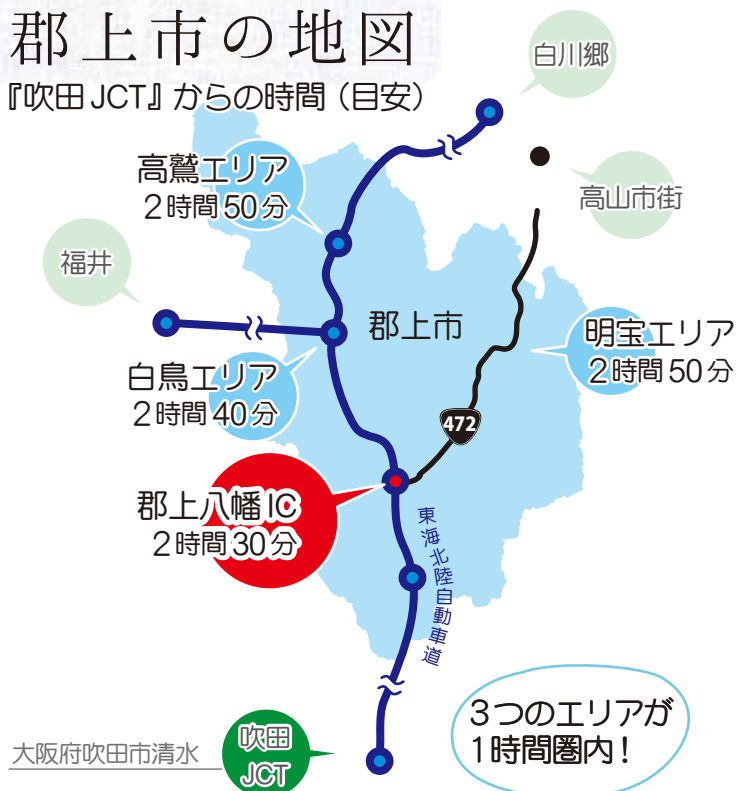 郡上市の地図
『吹田JCT』からの時間（目安）
白川郷
高鷲エリア
2時間50分
高山市街
福井
郡上市
明宝エリア
2時間50分
白鳥エリア
2時間40分
472
郡上八幡IC
2時間30分
東海北陸自動車道
3つのエリアが
1時間圏内！
大阪府吹田市清水
吹田
JCT